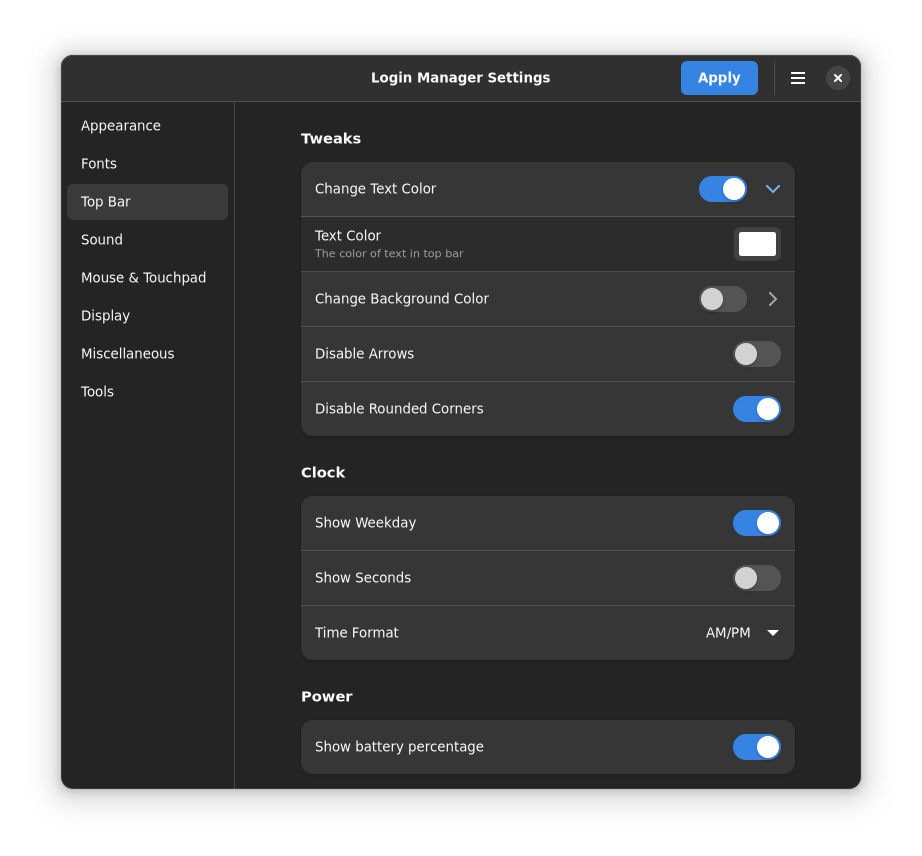 Login Manager Settings
Apply
Appearance
Fonts
Top Bar
Sound
Mouse & Touchpad
Display
Miscellaneous
Tools
Tweaks
Change Text Color
Text Color
The color of text in top bar
Change Background Color
Disable Arrows
Disable Rounded Corners
Clock
Show Weekday
Show Seconds
Time Format AM/PM
Power
Show battery percentage